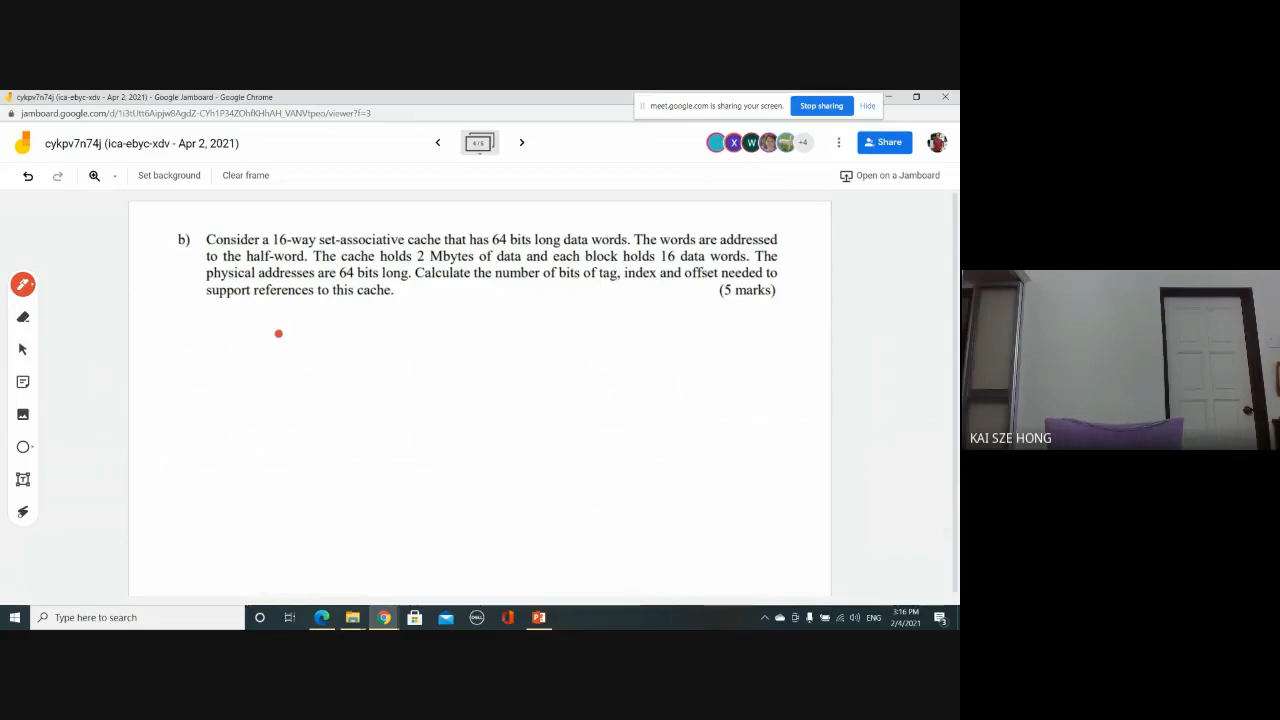 cykpv7n74j (ica-ebyc-xdv - Apr 2, 2021) - Google Jamboard - Google Chrome
meet.google.com is sharing your screen.
Stop sharing
Hide
cykpv7n74j (ica-ebyc-xdv - Apr 2, 2021)
4/5
X
W
+4
Share
Set background
Clear frame
Open on a Jamboard
b) Consider a 16-way set-associative cache that has 64 bits long data words. The words are addressed
to the half-word. The cache holds 2 Mbytes of data and each block holds 16 data words. The
physical addresses are 64 bits long. Calculate the number of bits of tag, index and offset needed to
support references to this cache. (5 marks)
KAI SZE HONG
Type here to search
DELL
ENG
3:16 PM
2/4/2021
3